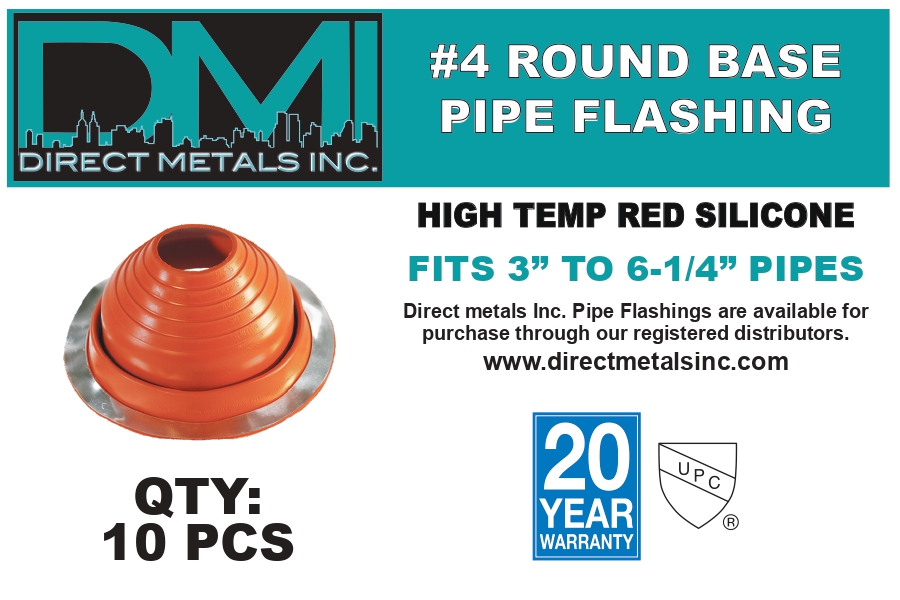 DMI
DIRECT METALS INC.
#4 ROUND BASE
PIPE FLASHING
HIGH TEMP RED SILICONE
FITS 3” TO 6-1/4” PIPES
Direct metals Inc. Pipe Flashings are available for
purchase through our registered distributors.
www.directmetalsinc.com
QTY:
10 PCS
20
YEAR
WARRANTY
UPC
®